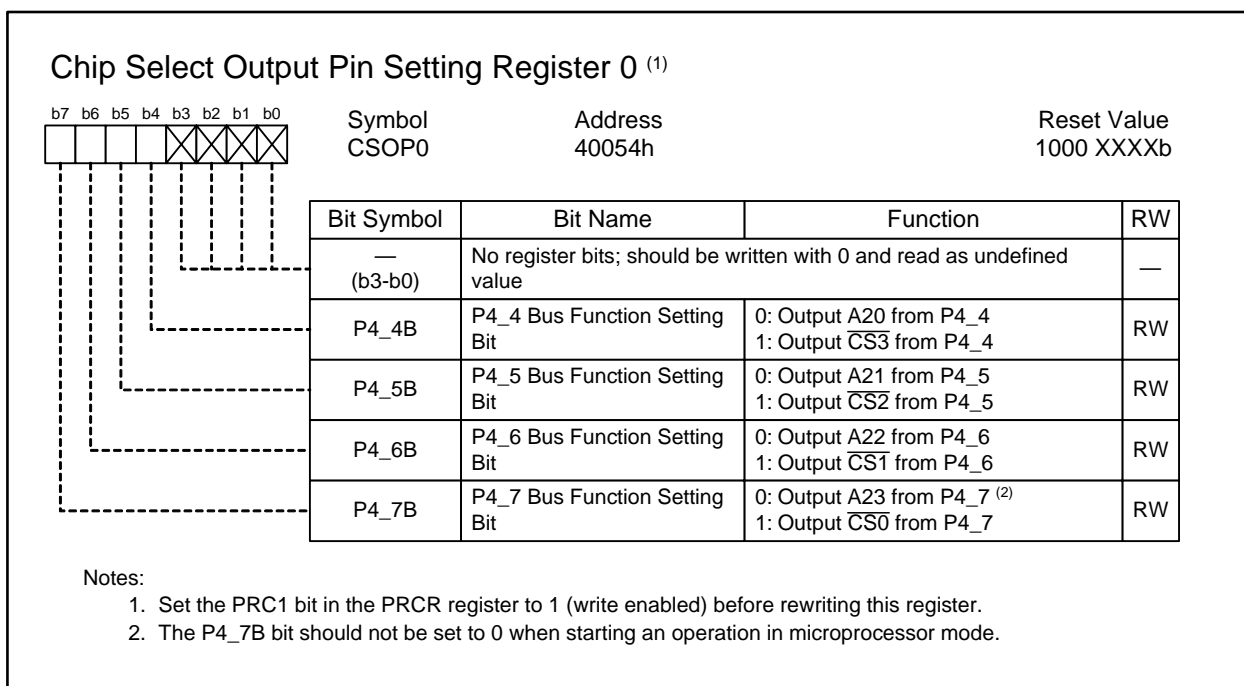 Chip Select Output Pin Setting Register 0 (1)
b7 b6 b5 b4 b3 b2 b1 b0
Symbol Address Reset Value
CSOP0 40054h 1000 XXXXb
Bit Symbol Bit Name Function RW
—
(b3-b0)
No register bits; should be written with 0 and read as undefined
value
—
P4_4B
P4_4 Bus Function Setting
Bit
0: Output A20 from P4_4
1: Output C̅S̅3̅ from P4_4
RW
P4_5B
P4_5 Bus Function Setting
Bit
0: Output A21 from P4_5
1: Output C̅S̅2̅ from P4_5
RW
P4_6B
P4_6 Bus Function Setting
Bit
0: Output A22 from P4_6
1: Output C̅S̅1̅ from P4_6
RW
P4_7B
P4_7 Bus Function Setting
Bit
0: Output A23 from P4_7 (2)
1: Output C̅S̅0̅ from P4_7
RW
Notes:
1. Set the PRC1 bit in the PRCR register to 1 (write enabled) before rewriting this register.
2. The P4_7B bit should not be set to 0 when starting an operation in microprocessor mode.